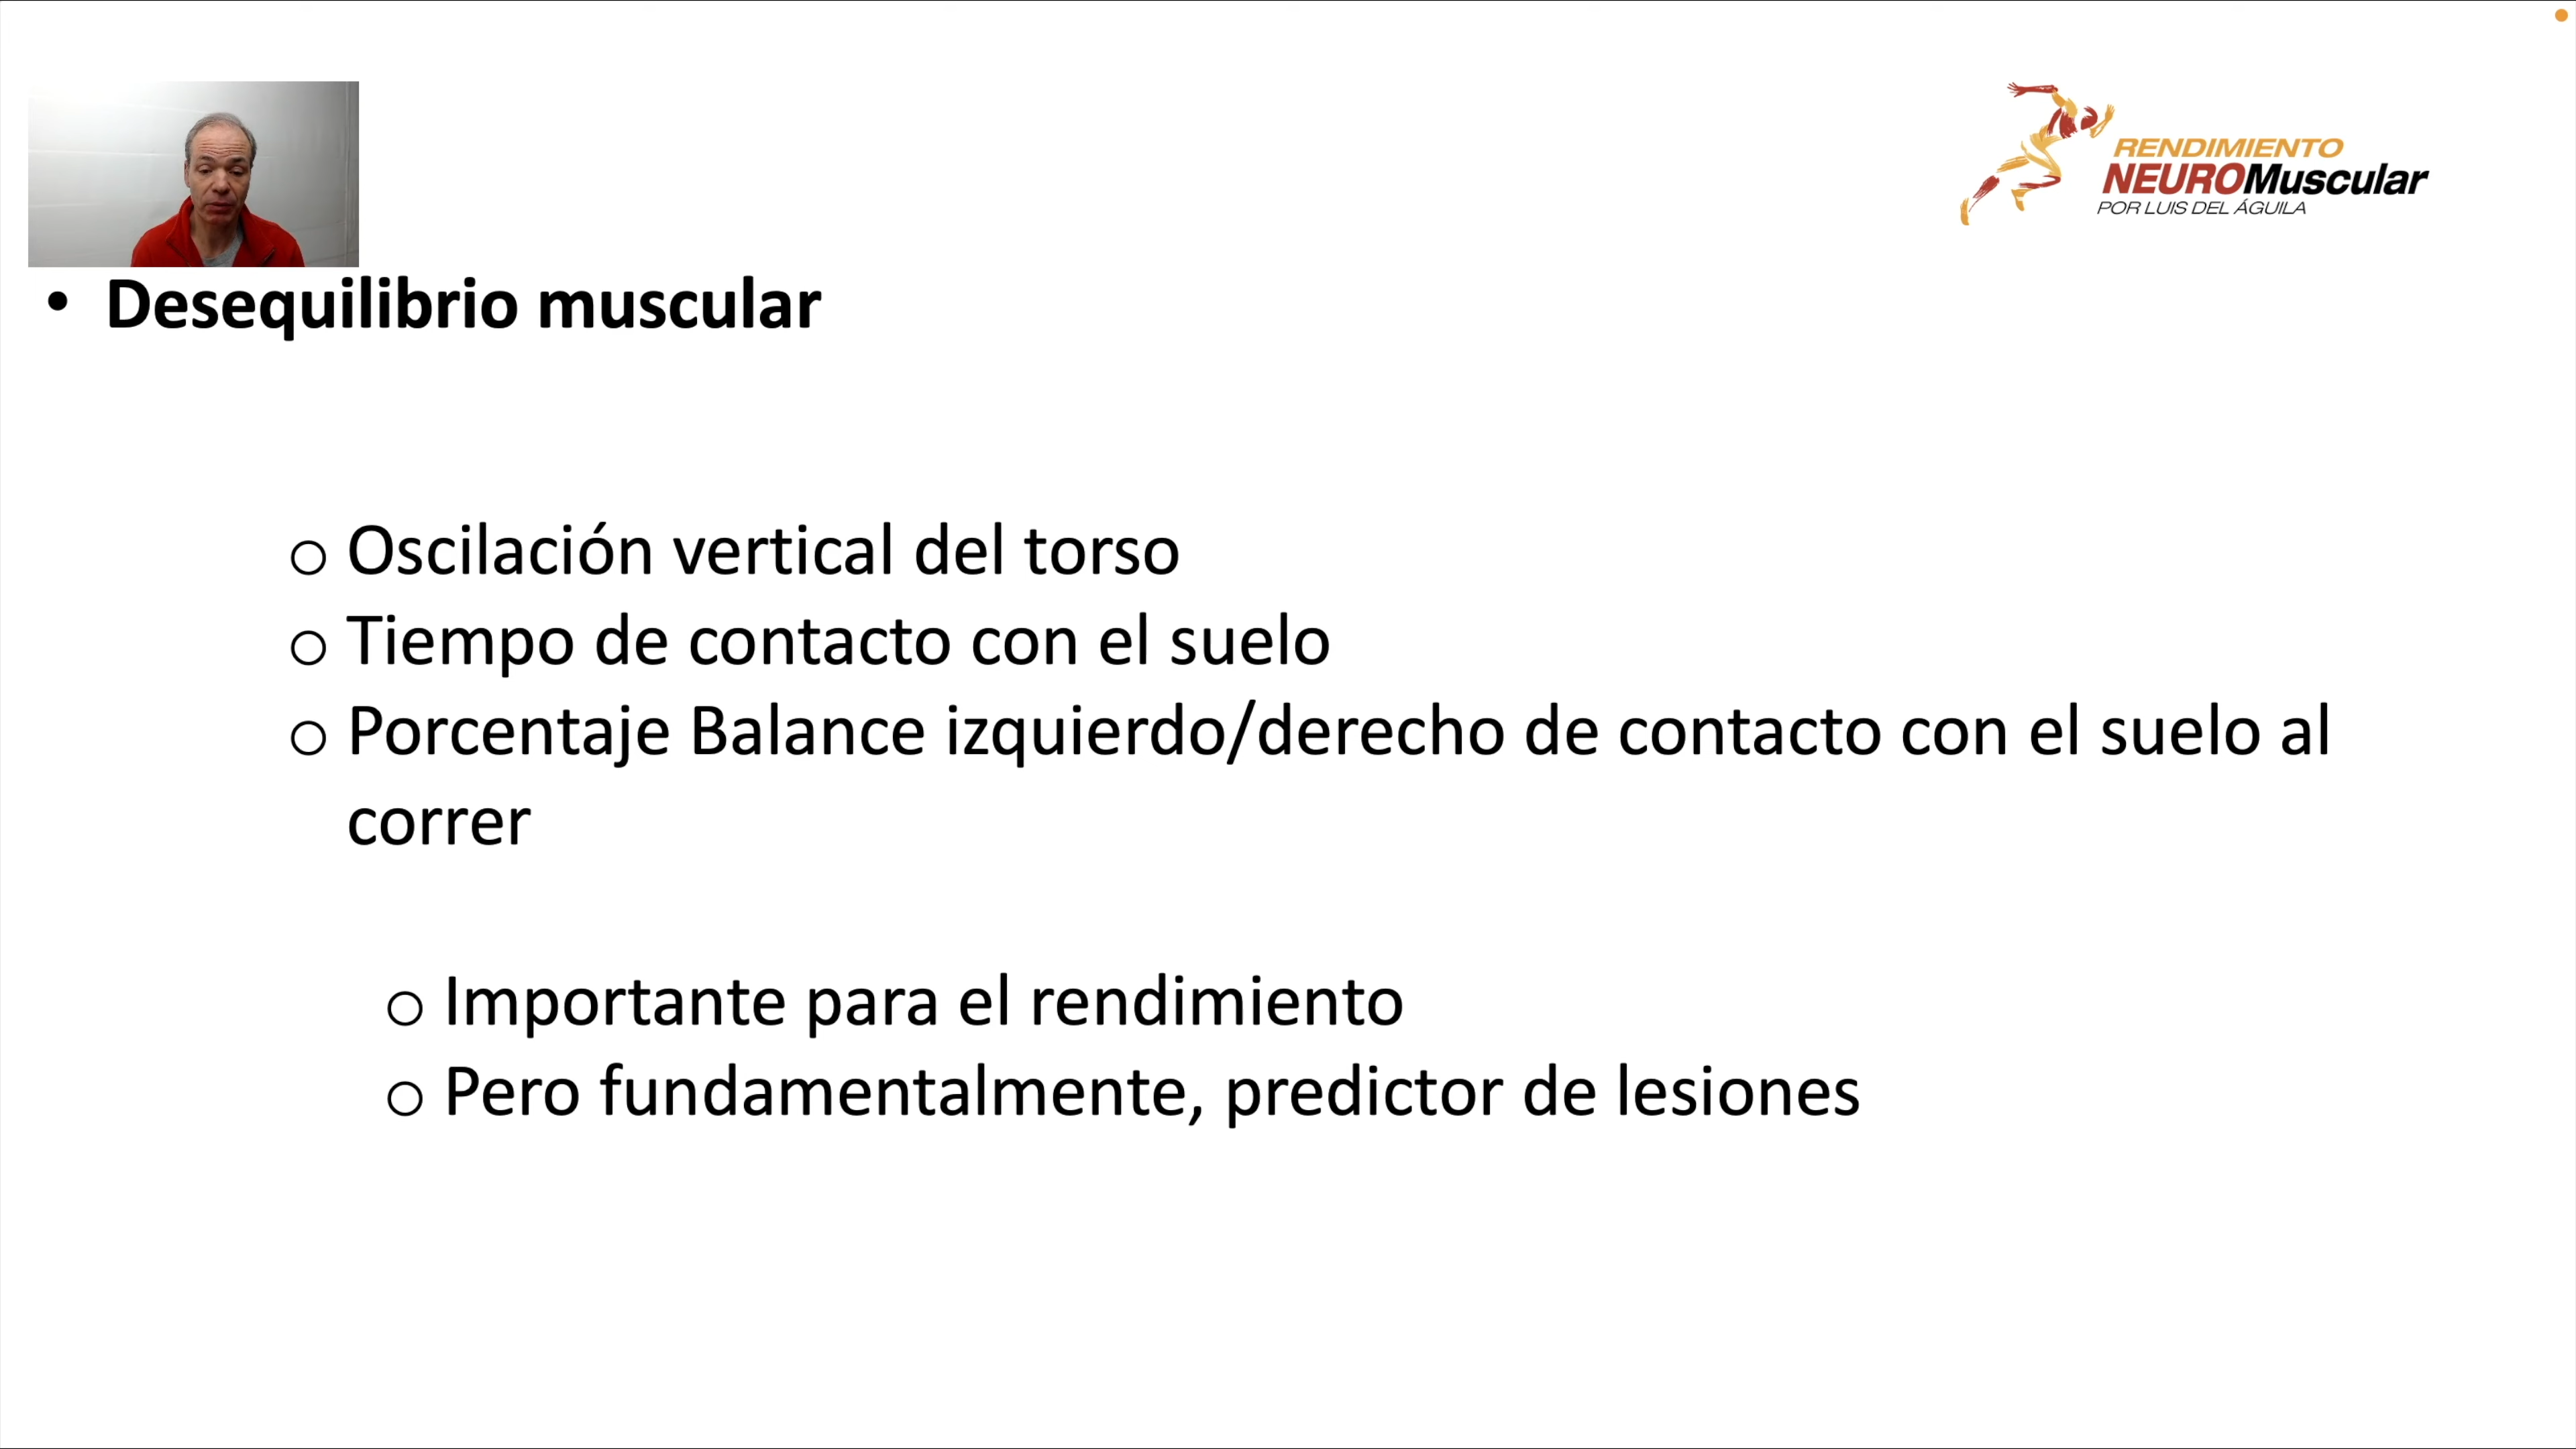 RENDIMIENTO
NEUROMuscular
POR LUIS DEL ÁGUILA
• Desequilibrio muscular
o Oscilación vertical del torso
o Tiempo de contacto con el suelo
o Porcentaje Balance izquierdo/derecho de contacto con el suelo al
correr
o Importante para el rendimiento
o Pero fundamentalmente, predictor de lesiones